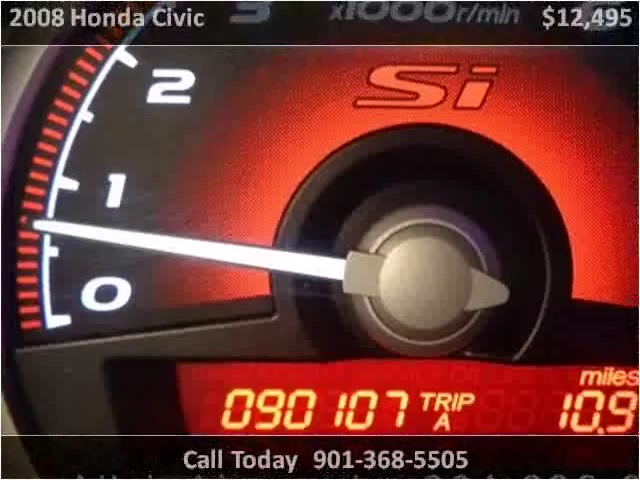 2008 Honda Civic $12,495
3 x1000r/min
2
Si
1
0
miles
090107 TRIP A 10.9
Call Today 901-368-5505